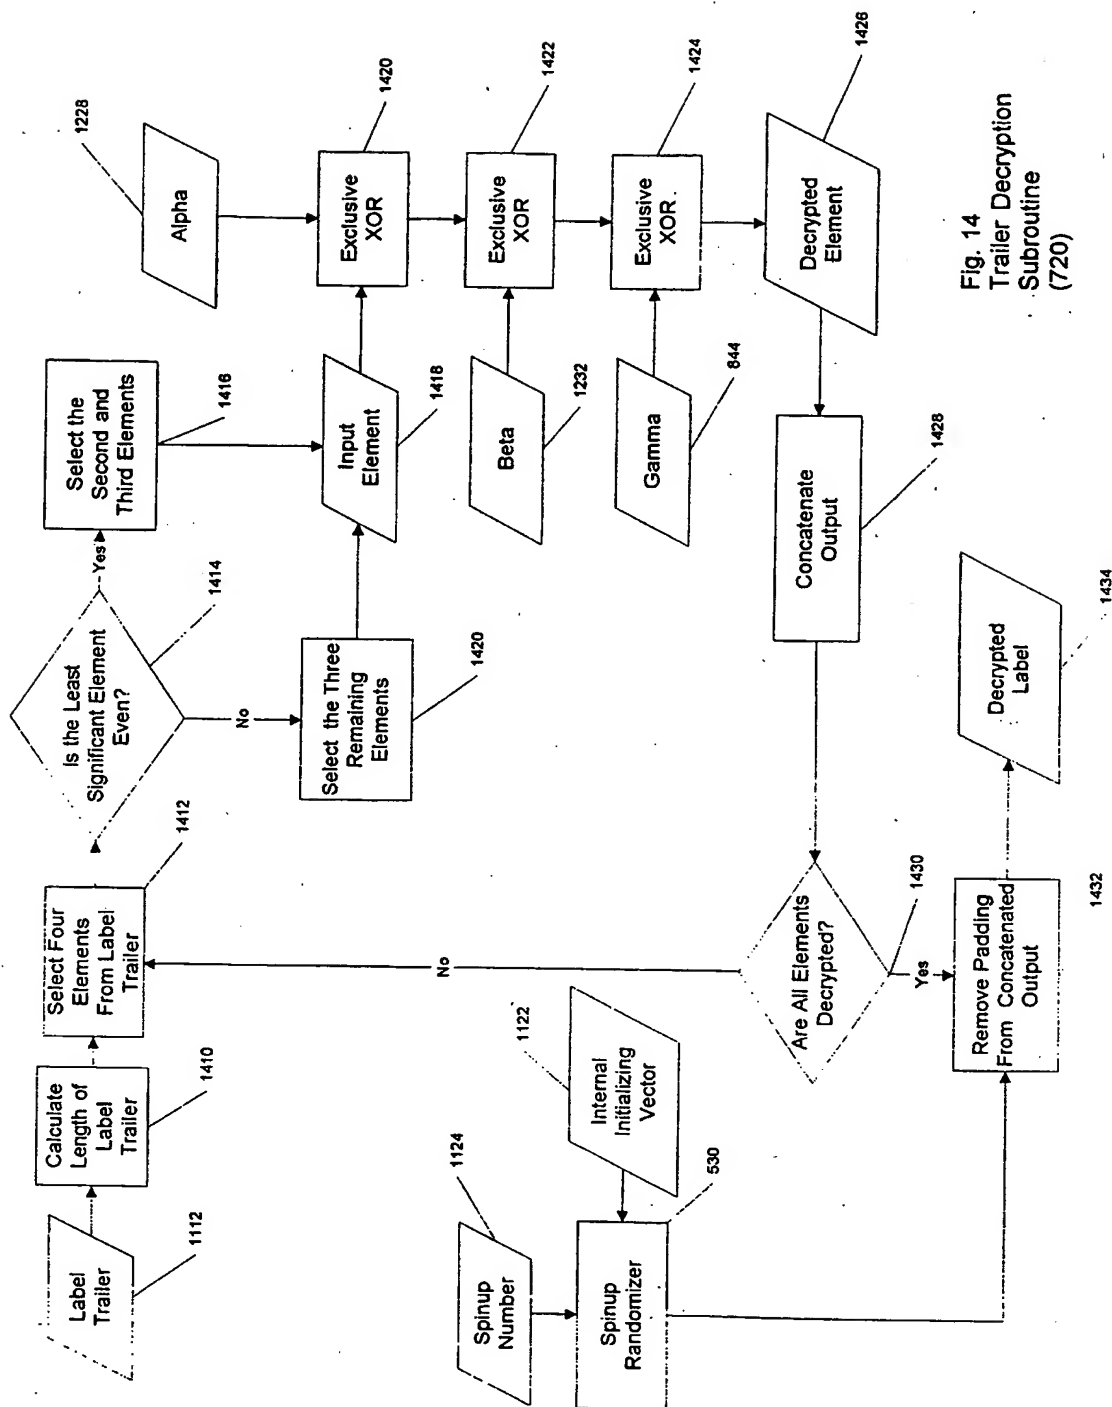 Label
Trailer
1112
Calculate
Length of
Label
Trailer
1410
Select Four
Elements
From Label
Trailer
1412
Is the Least
Significant Element
Even?
1414
Yes
Select the
Second and
Third Elements
1416
No
Select the Three
Remaining
Elements
1420
Input
Element
1418
Alpha
1228
Exclusive
XOR
1420
Beta
1232
Exclusive
XOR
1422
Gamma
844
Exclusive
XOR
1424
Decrypted
Element
1426
Concatenate
Output
1428
Are All Elements
Decrypted?
1430
No
Yes
Spinup
Number
1124
Internal
Initializing
Vector
1122
Spinup
Randomizer
530
Remove Padding
From Concatenated
Output
1432
Decrypted
Label
1434
Fig. 14
Trailer Decryption
Subroutine
(720)